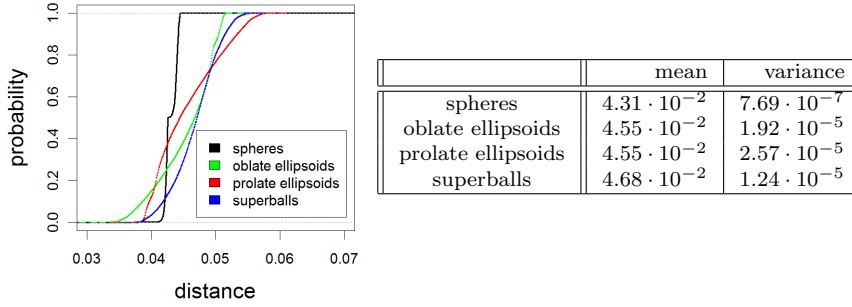 probability
0.0 0.2 0.4 0.6 0.8 1.0
spheres
oblate ellipsoids
prolate ellipsoids
superballs
0.03 0.04 0.05 0.06 0.07
distance
mean variance
spheres 4.31 · 10⁻² 7.69 · 10⁻⁷
oblate ellipsoids 4.55 · 10⁻² 1.92 · 10⁻⁵
prolate ellipsoids 4.55 · 10⁻² 2.57 · 10⁻⁵
superballs 4.68 · 10⁻² 1.24 · 10⁻⁵